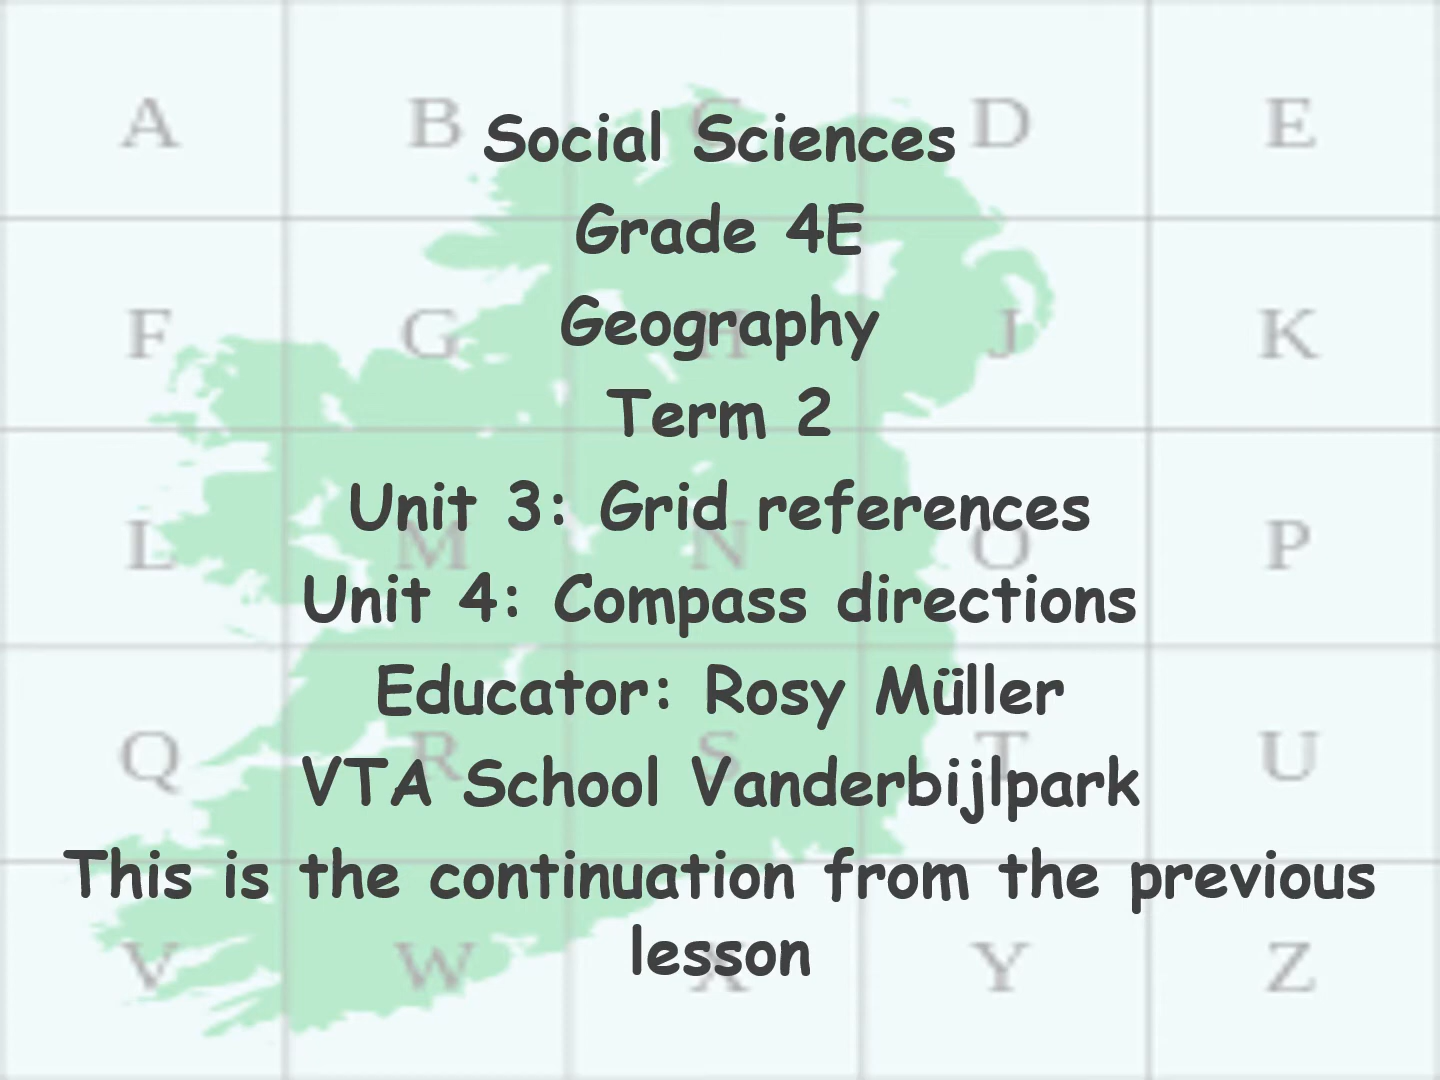 A B C D E
Social Sciences
Grade 4E
F G H J K
Geography
Term 2
Unit 3: Grid references
L M N O P
Unit 4: Compass directions
Educator: Rosy Müller
Q R S T U
VTA School Vanderbijlpark
This is the continuation from the previous
lesson
V W X Y Z